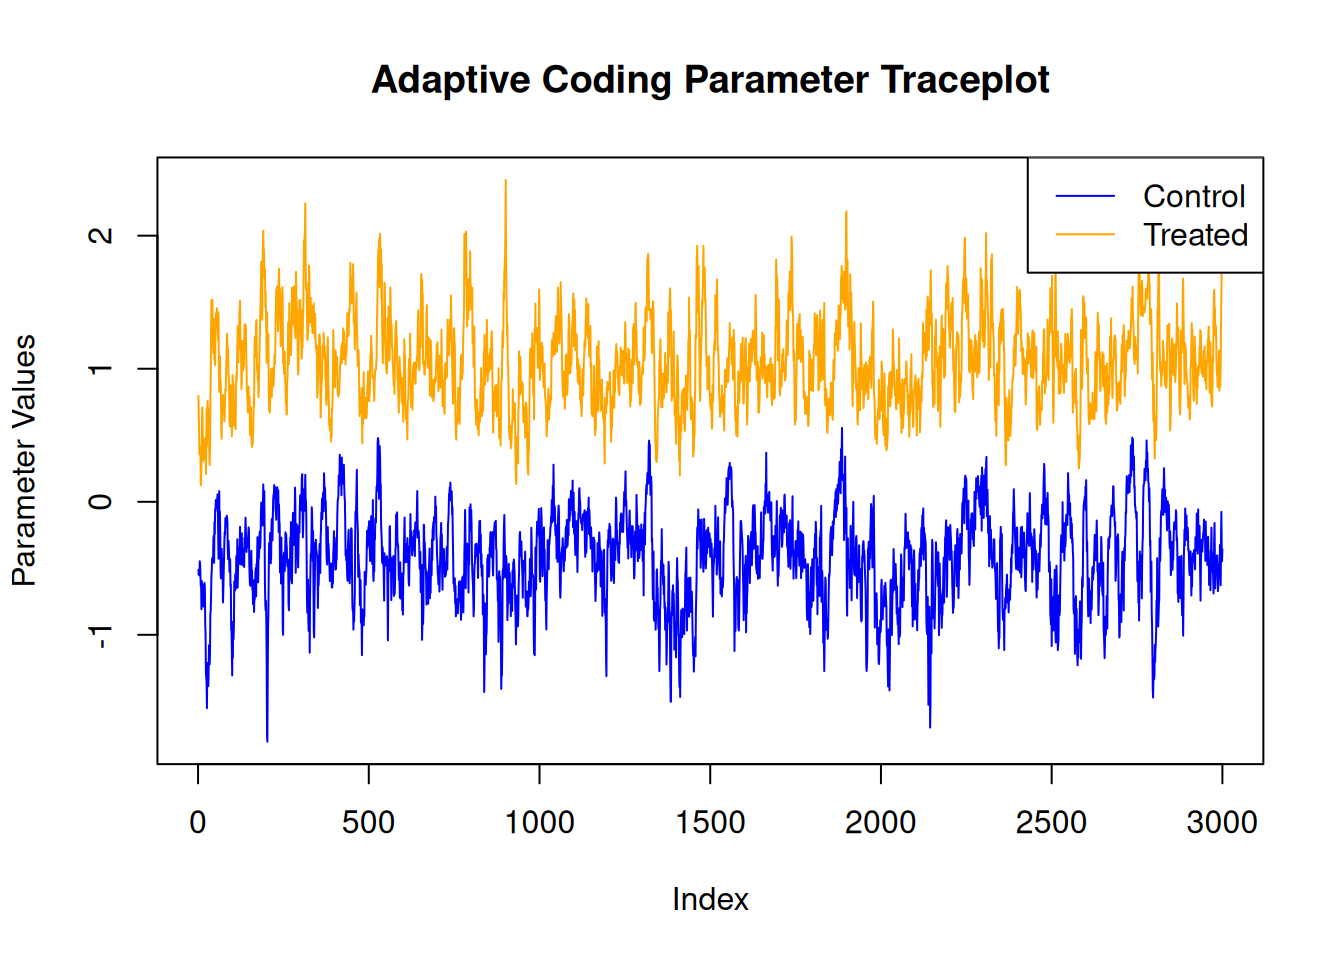 Adaptive Coding Parameter Traceplot
Control
Treated
Parameter Values
2
1
0
-1
0 500 1000 1500 2000 2500 3000
Index